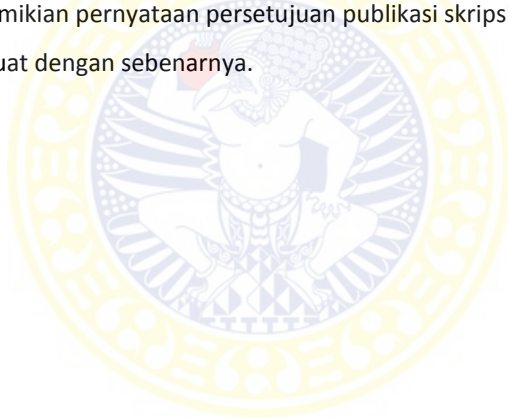 mikian pernyataan persetujuan publikasi skrips
uat dengan sebenarnya.